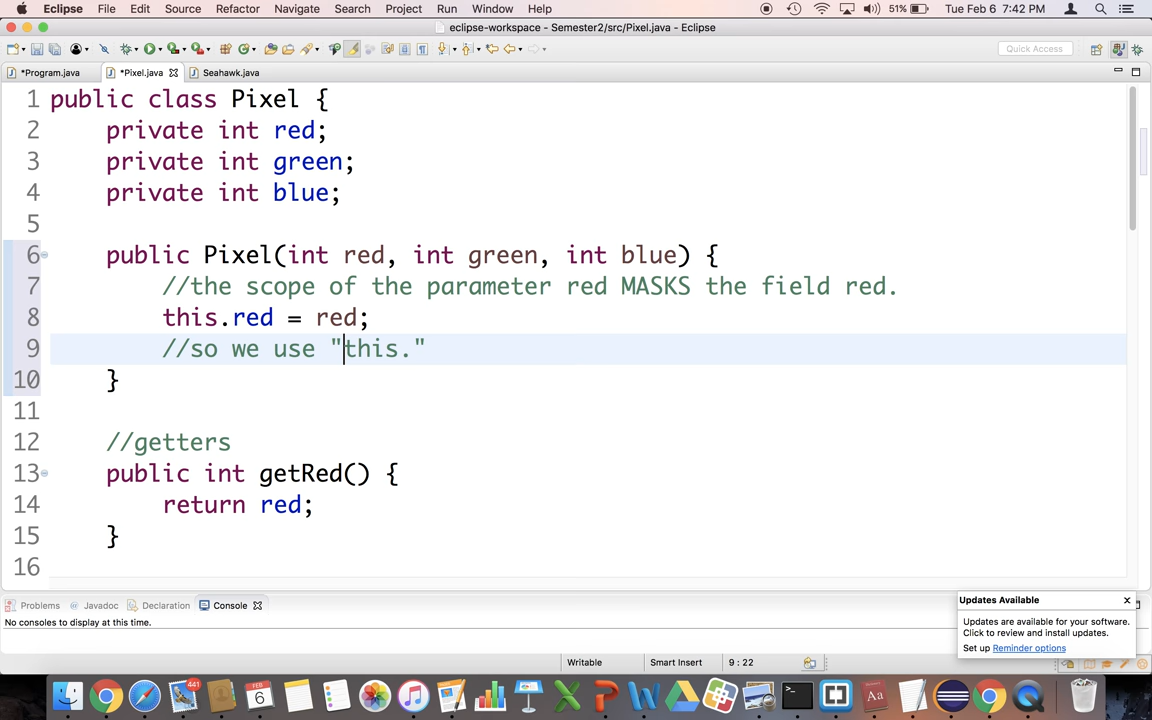 Eclipse File Edit Source Refactor Navigate Search Project Run Window Help 51% Tue Feb 6 7:42 PM
eclipse-workspace - Semester2/src/Pixel.java - Eclipse
Quick Access
*Program.java *Pixel.java Seahawk.java
1 public class Pixel {
2 private int red;
3 private int green;
4 private int blue;
5
6 public Pixel(int red, int green, int blue) {
7 //the scope of the parameter red MASKS the field red.
8 this.red = red;
9 //so we use "this."
10 }
11
12 //getters
13 public int getRed() {
14 return red;
15 }
16
Problems Javadoc Declaration Console
No consoles to display at this time.
Updates Available
Updates are available for your software.
Click to review and install updates.
Set up Reminder options
Writable Smart Insert 9 : 22
441
FEB
6
Aa